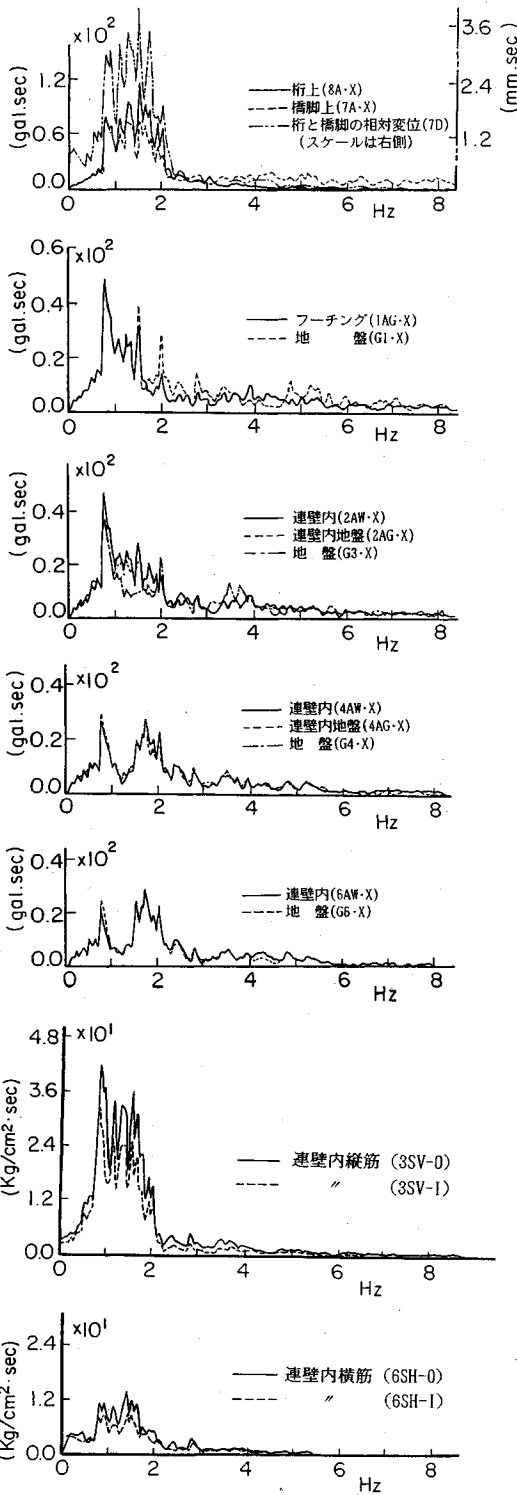 ×10²
3.6
(gal.sec)
1.2
0.6
0.0
2.4
1.2
(mm.sec)
桁上(8A·X)
橋脚上(7A·X)
桁と橋脚の相対変位(7D)
(スケールは右側)
0 2 4 6 8
Hz
0.6
×10²
(gal.sec)
0.4
0.2
0.0
フーチング(1AG·X)
地 盤(G1·X)
0 2 4 6 8
Hz
×10²
(gal.sec)
0.4
0.2
0.0
連壁内(2AW·X)
連壁内地盤(2AG·X)
地 盤(G3·X)
0 2 4 6 8
Hz
×10²
(gal.sec)
0.4
0.2
0.0
連壁内(4AW·X)
連壁内地盤(4AG·X)
地 盤(G4·X)
0 2 4 6 8
Hz
×10²
(gal.sec)
0.4
0.2
0.0
連壁内(6AW·X)
地 盤(G6·X)
0 2 4 6 8
Hz
4.8
×10¹
(Kg/cm²·sec)
3.6
2.4
1.2
0.0
連壁内縦筋 (3SV-O)
〃 (3SV-I)
0 2 4 6 8
Hz
×10¹
(Kg/cm²·sec)
2.4
1.2
0.0
連壁内横筋 (6SH-O)
〃 (6SH-I)
0 2 4 6 8
Hz